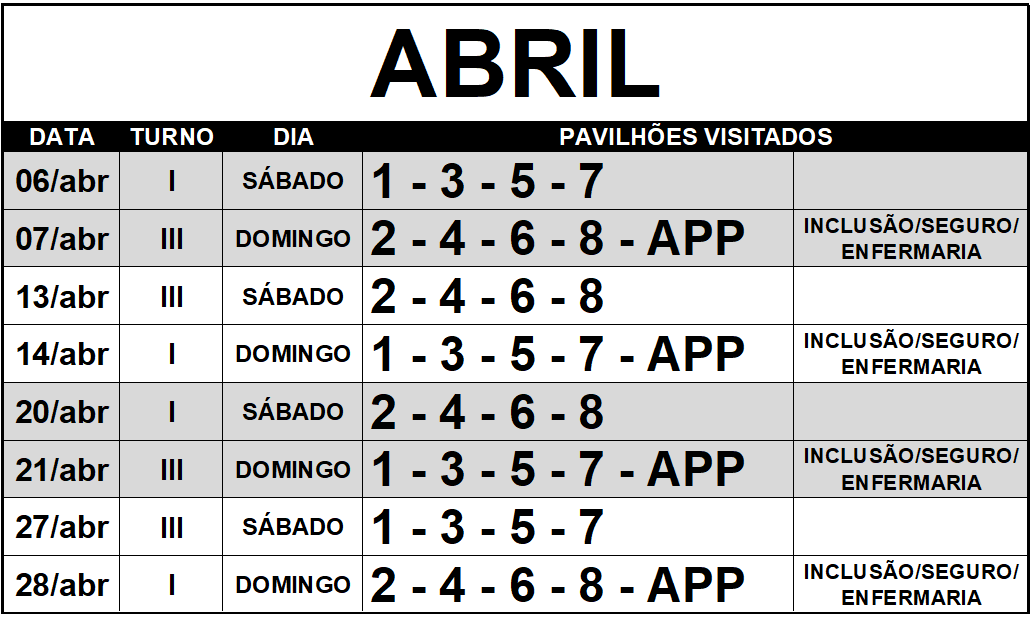 ABRIL
DATA TURNO DIA PAVILHÕES VISITADOS
06/abr I SÁBADO 1 - 3 - 5 - 7
07/abr III DOMINGO 2 - 4 - 6 - 8 - APP INCLUSÃO/SEGURO/
ENFERMARIA
13/abr III SÁBADO 2 - 4 - 6 - 8
14/abr I DOMINGO 1 - 3 - 5 - 7 - APP INCLUSÃO/SEGURO/
ENFERMARIA
20/abr I SÁBADO 2 - 4 - 6 - 8
21/abr III DOMINGO 1 - 3 - 5 - 7 - APP INCLUSÃO/SEGURO/
ENFERMARIA
27/abr III SÁBADO 1 - 3 - 5 - 7
28/abr I DOMINGO 2 - 4 - 6 - 8 - APP INCLUSÃO/SEGURO/
ENFERMARIA